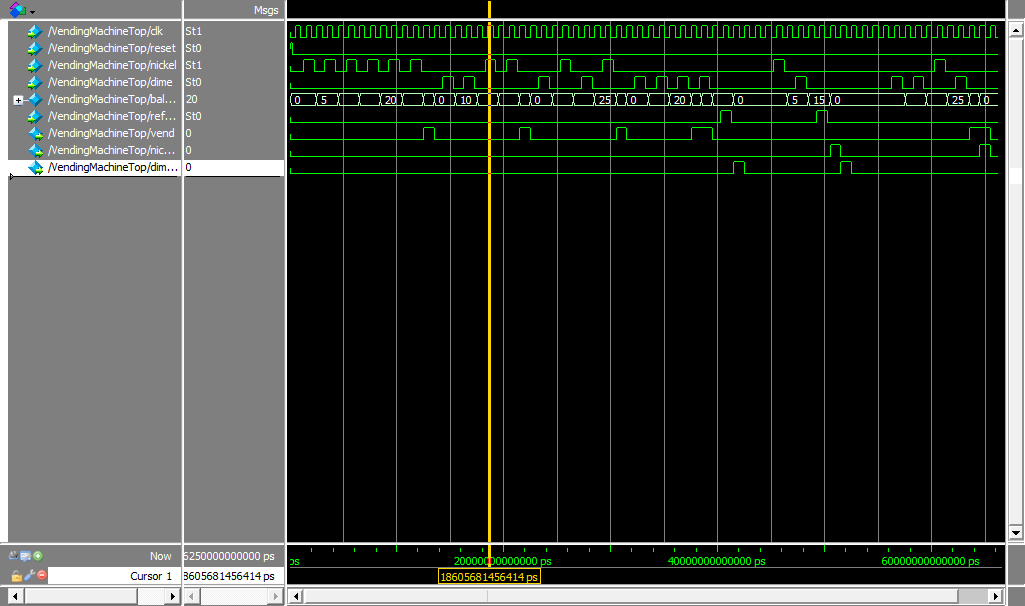 Msgs
/VendingMachineTop/clk St1
/VendingMachineTop/reset St0
/VendingMachineTop/nickel St1
/VendingMachineTop/dime St0
/VendingMachineTop/bal... 20 0 5 20 0 10 0 25 0 20 0 5 15 0 25 0
/VendingMachineTop/ref... St0
/VendingMachineTop/vend 0
/VendingMachineTop/nic... 0
/VendingMachineTop/dim... 0
Now 6250000000000 ps ps 20000000000000 ps 40000000000000 ps 60000000000000 ps
Cursor 1 8605681456414 ps 18605681456414 ps